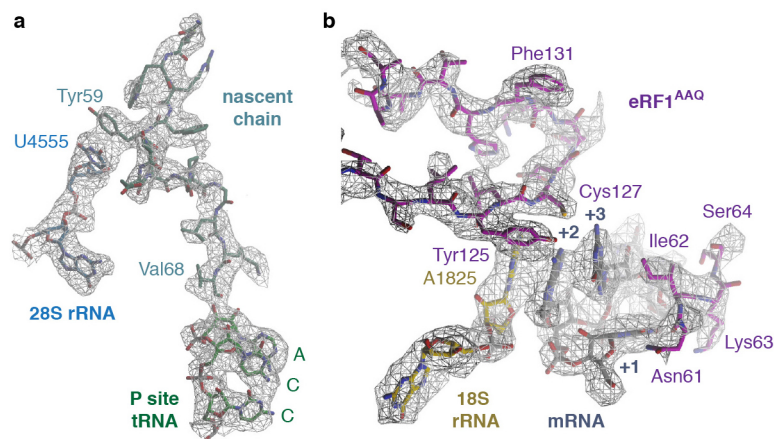 a
Tyr59
nascent
chain
U4555
Val68
28S rRNA
P site
tRNA
A
C
C
b
Phe131
eRF1AAQ
Cys127
+3
+2
Ser64
Tyr125
Ile62
A1825
Lys63
+1
Asn61
18S
rRNA
mRNA